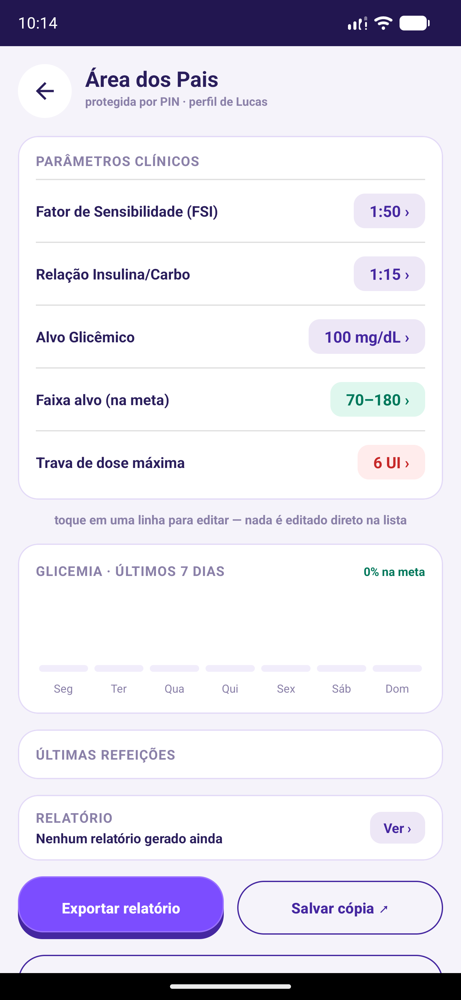 10:14
Área dos Pais
protegida por PIN · perfil de Lucas
PARÂMETROS CLÍNICOS
Fator de Sensibilidade (FSI) 1:50 ›
Relação Insulina/Carbo 1:15 ›
Alvo Glicêmico 100 mg/dL ›
Faixa alvo (na meta) 70–180 ›
Trava de dose máxima 6 UI ›
toque em uma linha para editar — nada é editado direto na lista
GLICEMIA · ÚLTIMOS 7 DIAS 0% na meta
Seg Ter Qua Qui Sex Sáb Dom
ÚLTIMAS REFEIÇÕES
RELATÓRIO
Nenhum relatório gerado ainda
Ver ›
Exportar relatório
Salvar cópia ↗